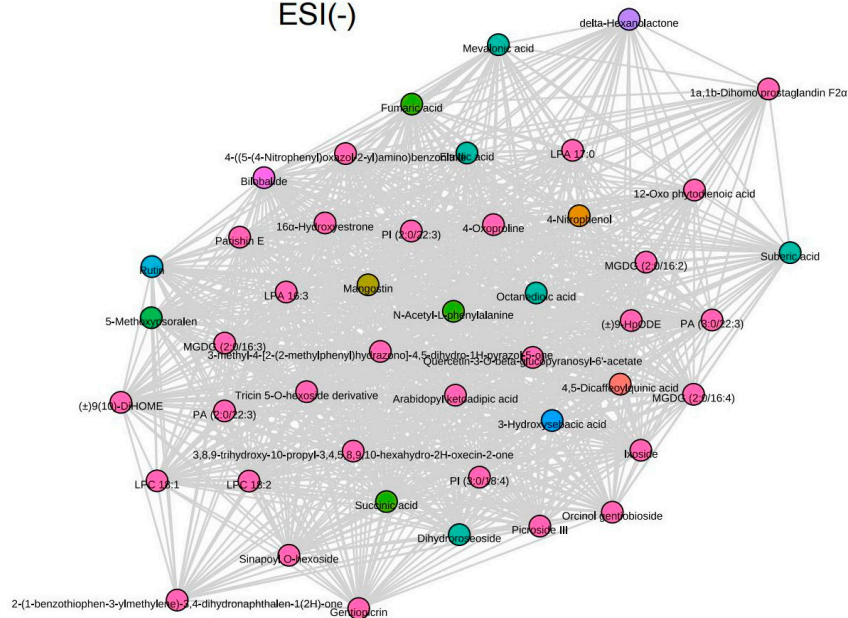 ESI(-)
delta-Hexanolactone
Mevalonic acid
1a,1b-Dihomo prostaglandin F2α
Fumaric acid
4-((5-(4-Nitrophenyl)oxazol-2-yl)amino)benzonitrile
LPA 17:0
Bilobalide
12-Oxo phytodienoic acid
4-Nitrophenol
16α-Hydroxyestrone
4-Oxoproline
PI (2:0/22:3)
Parishin E
Suberic acid
MGDG (2:0/16:2)
Rutin
Mangostin
LPA 16:3
Octanedioic acid
N-Acetyl-L-phenylalanine
5-Methoxypsoralen
(±)9-HpODE
PA (3:0/22:3)
MGDG (2:0/16:3)
3-methyl-4-[2-(2-methylphenyl)hydrazono]-4,5-dihydro-1H-pyrazol-5-one
Quercetin-3-O-beta-glucopyranosyl-6'-acetate
4,5-Dicaffeoylquinic acid
Tricin 5-O-hexoside derivative
Arabidopyl ketoadipic acid
MGDG (2:0/16:4)
(±)9(10)-DiHOME
PA (2:0/22:3)
3-Hydroxysebacic acid
3,8,9-trihydroxy-10-propyl-3,4,5,8,9,10-hexahydro-2H-oxecin-2-one
Ixoside
LPC 18:1
LPC 18:2
PI (3:0/18:4)
Succinic acid
Orcinol gentiobioside
Picroside III
Dihydroroseoside
Sinapoyl O-hexoside
2-(1-benzothiophen-3-ylmethylene)-3,4-dihydronaphthalen-1(2H)-one
Gentiopicrin